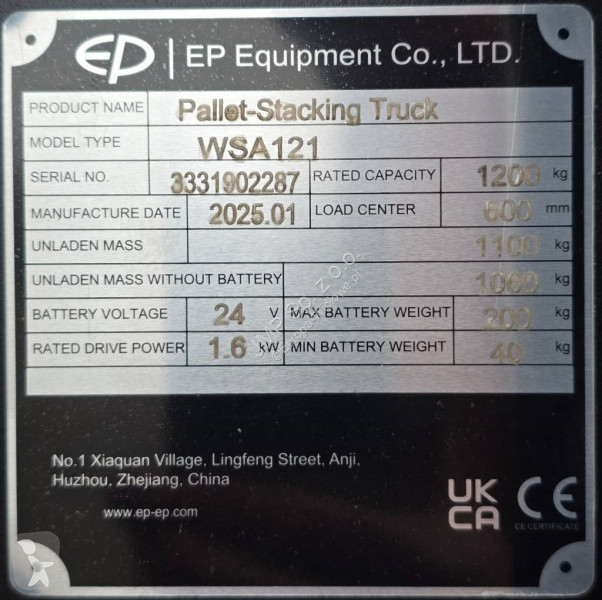 EP | EP Equipment Co., LTD.
PRODUCT NAME Pallet-Stacking Truck
MODEL TYPE WSA121
SERIAL NO. 3331902287 RATED CAPACITY 1200 kg
MANUFACTURE DATE 2025.01 LOAD CENTER 600 mm
UNLADEN MASS 1100 kg
UNLADEN MASS WITHOUT BATTERY 1060 kg
BATTERY VOLTAGE 24 V MAX BATTERY WEIGHT 200 kg
RATED DRIVE POWER 1.6 kW MIN BATTERY WEIGHT 40 kg
No.1 Xiaquan Village, Lingfeng Street, Anji,
Huzhou, Zhejiang, China
www.ep-ep.com
UK
CA
CE
CE CERTIFICATE